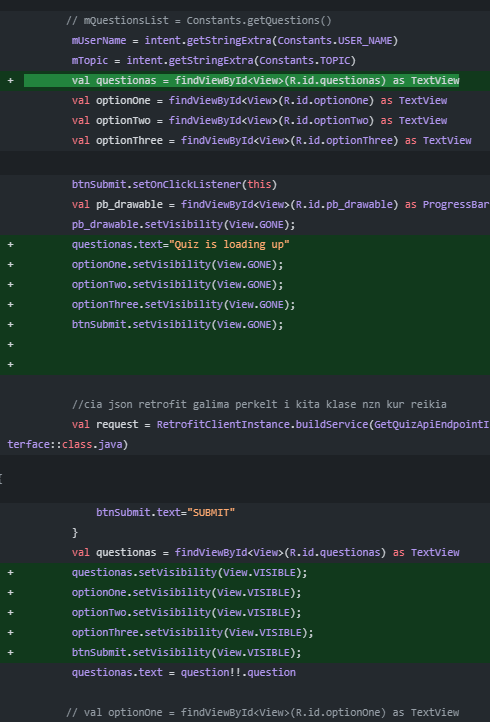 // mQuestionsList = Constants.getQuestions()
mUserName = intent.getStringExtra(Constants.USER_NAME)
mTopic = intent.getStringExtra(Constants.TOPIC)
+ val questionas = findViewById<View>(R.id.questionas) as TextView
val optionOne = findViewById<View>(R.id.optionOne) as TextView
val optionTwo = findViewById<View>(R.id.optionTwo) as TextView
val optionThree = findViewById<View>(R.id.optionThree) as TextView
btnSubmit.setOnClickListener(this)
val pb_drawable = findViewById<View>(R.id.pb_drawable) as ProgressBar
pb_drawable.setVisibility(View.GONE);
+ questionas.text="Quiz is loading up"
+ optionOne.setVisibility(View.GONE);
+ optionTwo.setVisibility(View.GONE);
+ optionThree.setVisibility(View.GONE);
+ btnSubmit.setVisibility(View.GONE);
+
+
//cia json retrofit galima perkelt i kita klase nzn kur reikia
val request = RetrofitClientInstance.buildService(GetQuizApiEndpointI
terface::class.java)
btnSubmit.text="SUBMIT"
}
val questionas = findViewById<View>(R.id.questionas) as TextView
+ questionas.setVisibility(View.VISIBLE);
+ optionOne.setVisibility(View.VISIBLE);
+ optionTwo.setVisibility(View.VISIBLE);
+ optionThree.setVisibility(View.VISIBLE);
+ btnSubmit.setVisibility(View.VISIBLE);
questionas.text = question!!.question
// val optionOne = findViewById<View>(R.id.optionOne) as TextView